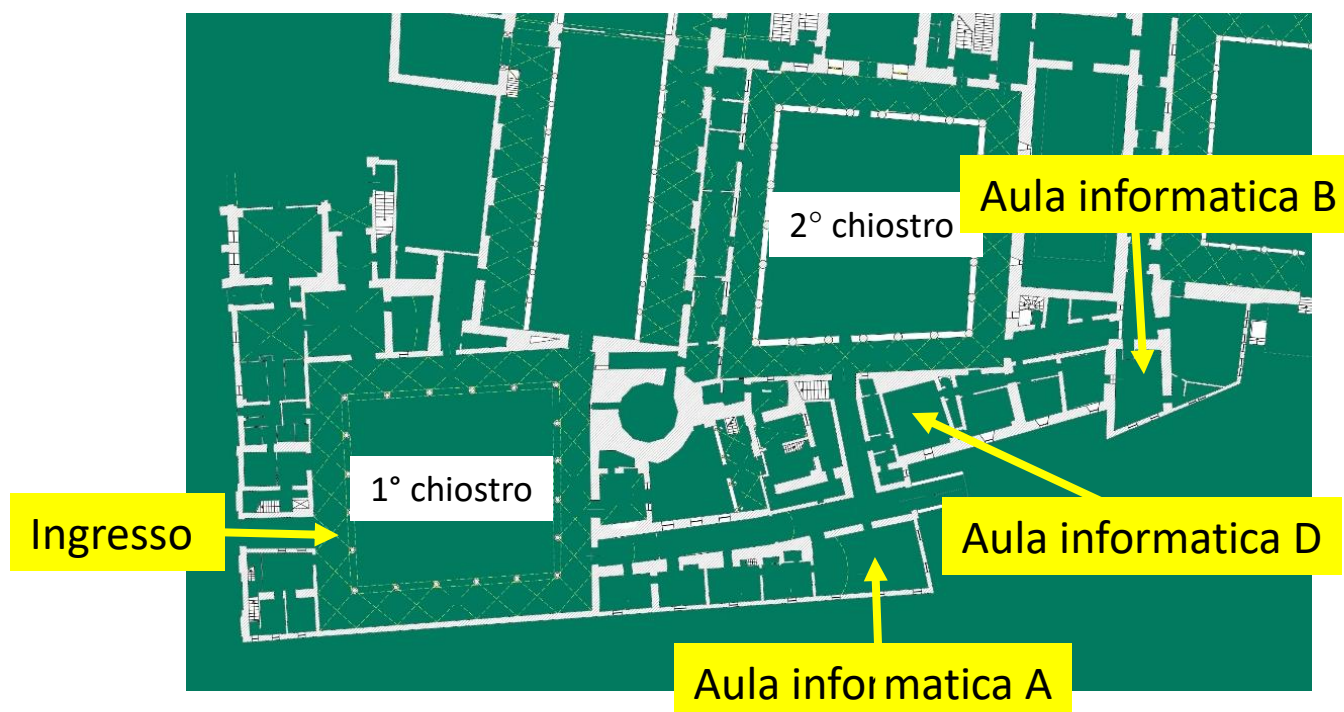 Aula informatica B
2° chiostro
1° chiostro
Ingresso
Aula informatica D
Aula informatica A